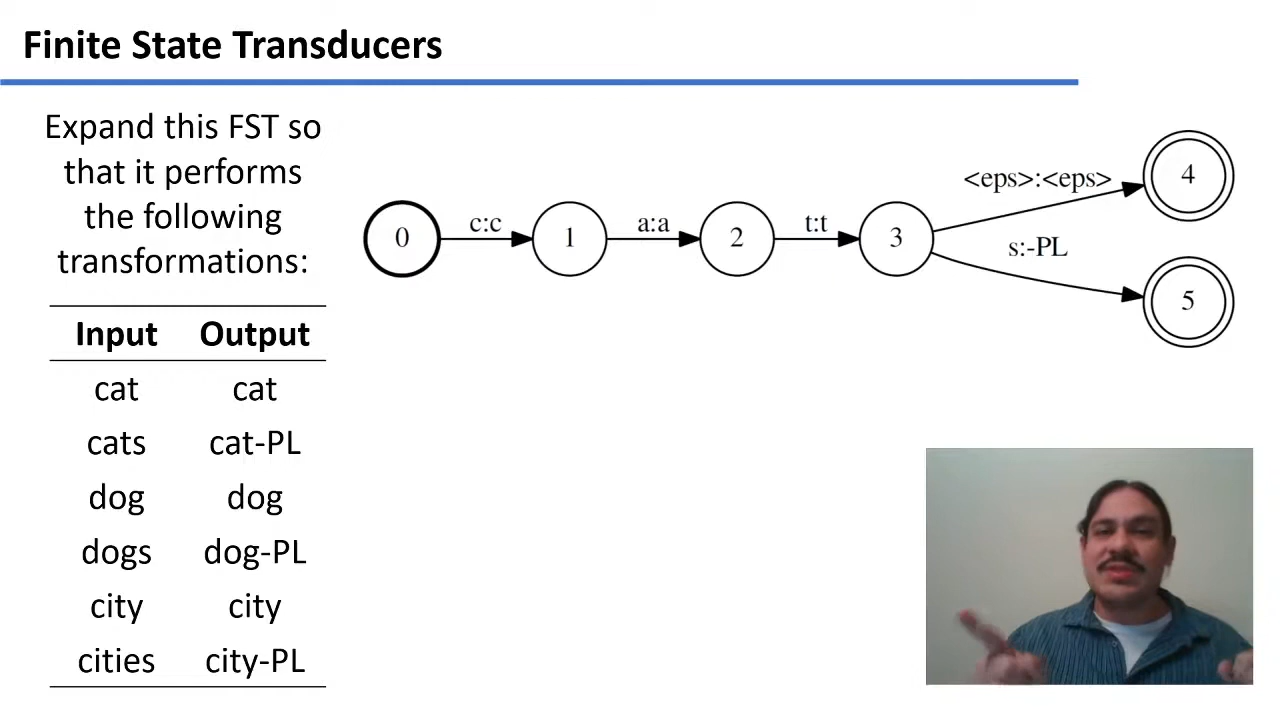 Finite State Transducers
Expand this FST so
that it performs
the following
transformations:
Input Output
cat cat
cats cat-PL
dog dog
dogs dog-PL
city city
cities city-PL
0 c:c 1 a:a 2 t:t 3
<eps>:<eps> 4
s:-PL 5